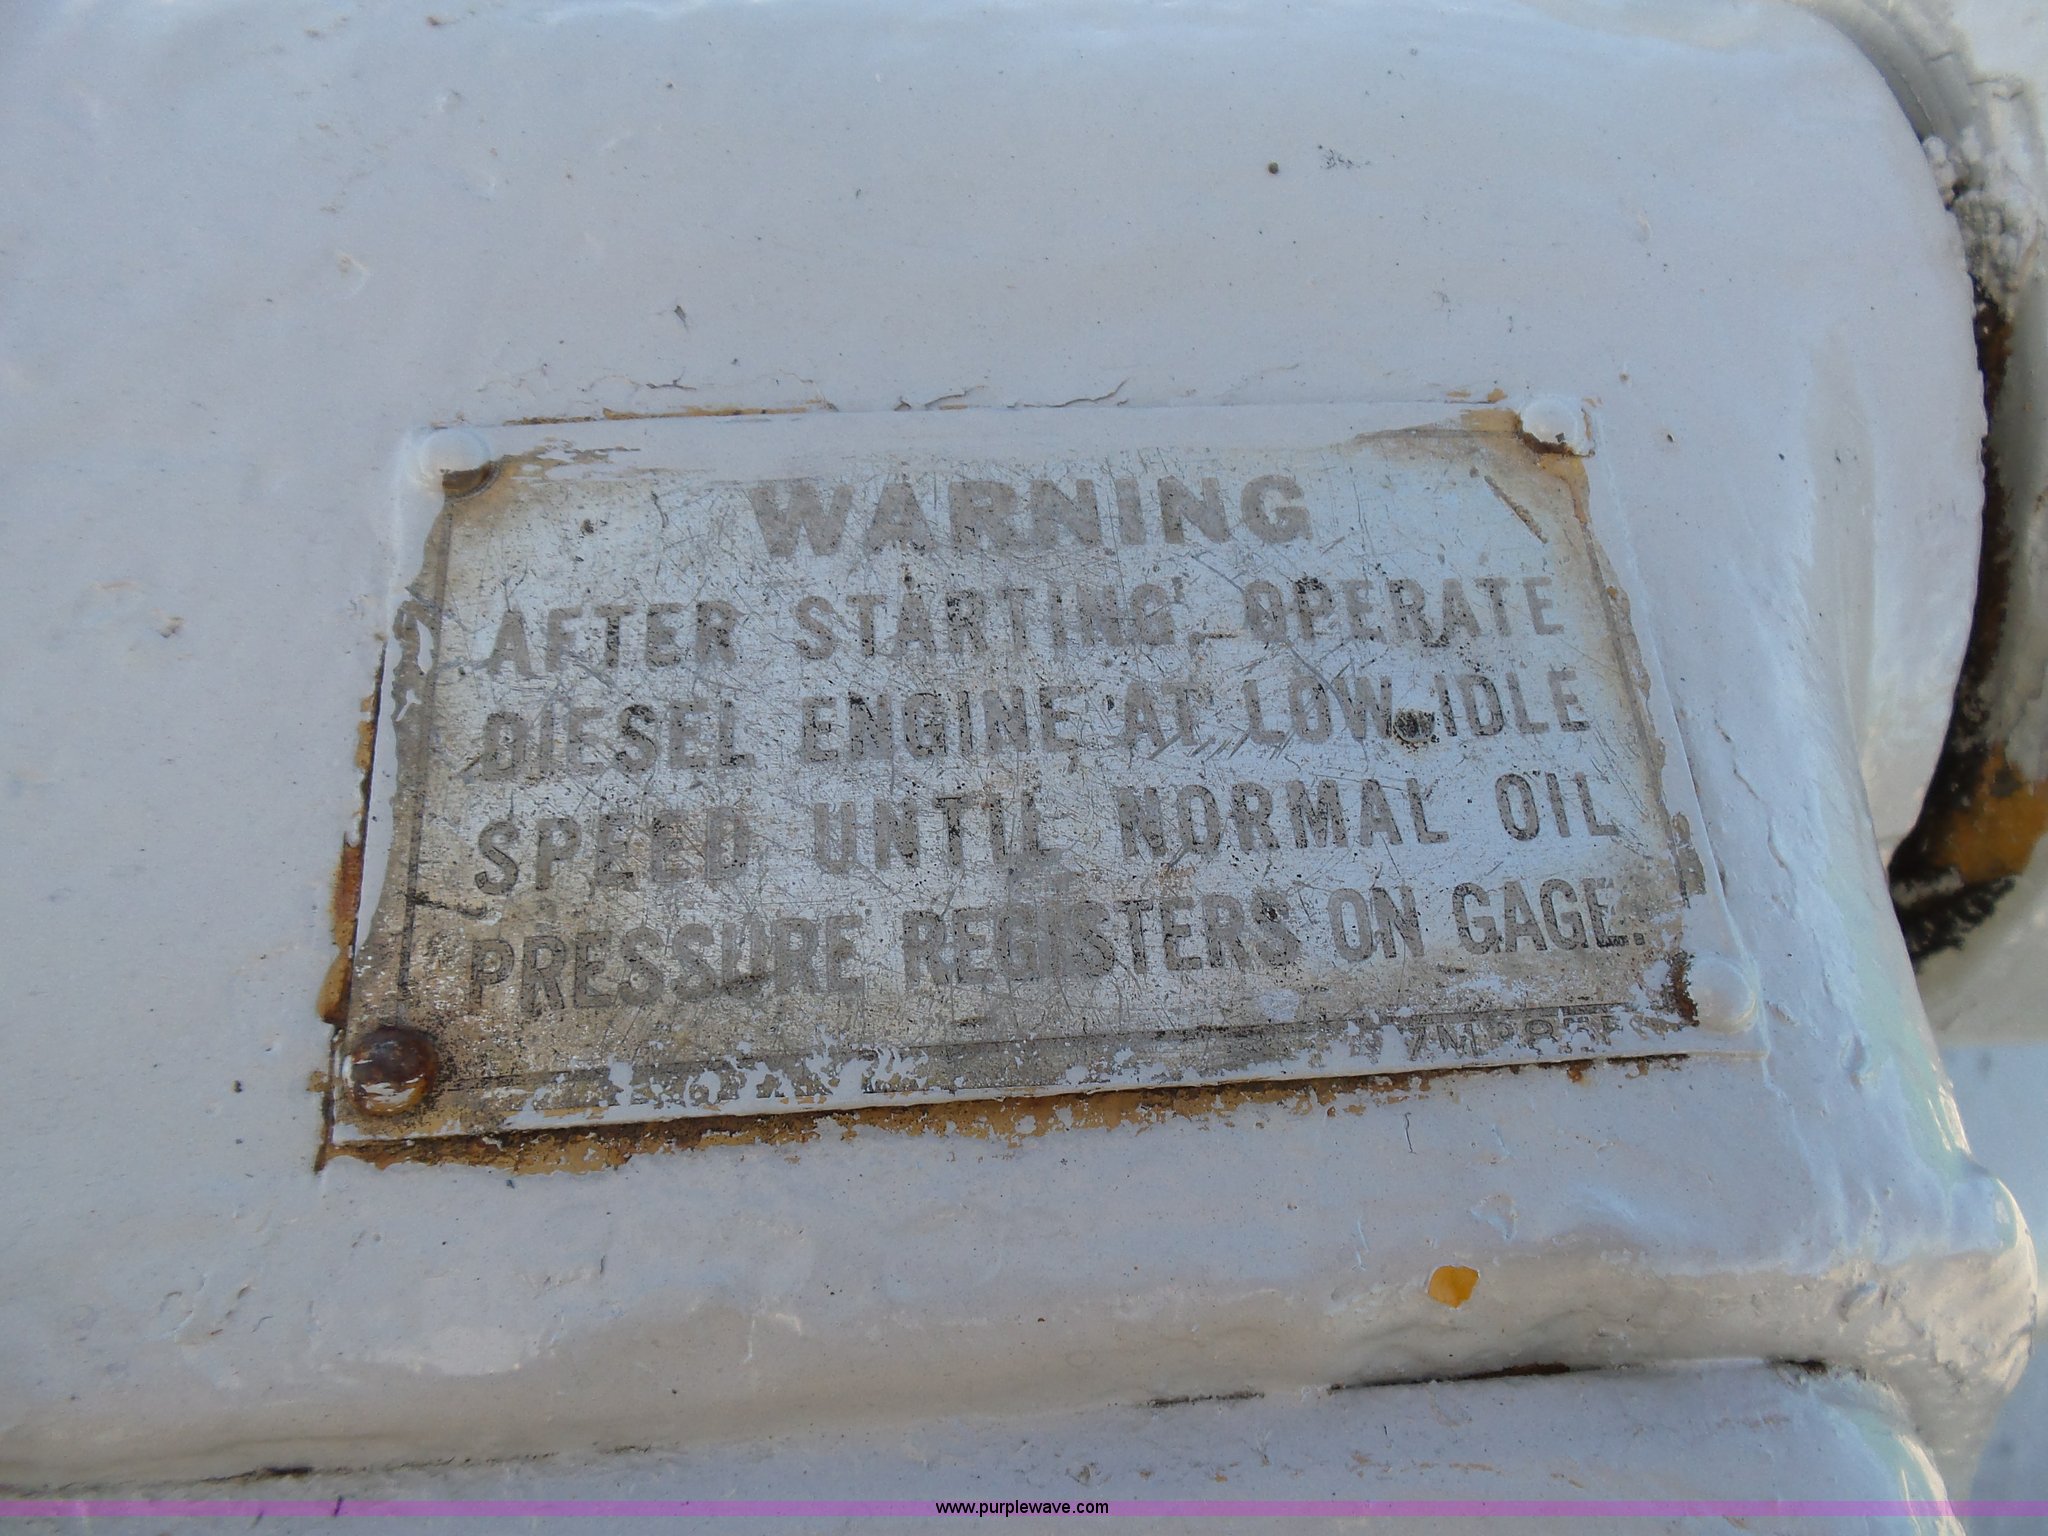 WARNING
AFTER STARTING, OPERATE
DIESEL ENGINE AT LOW IDLE
SPEED UNTIL NORMAL OIL
PRESSURE REGISTERS ON GAGE.
www.purplewave.com